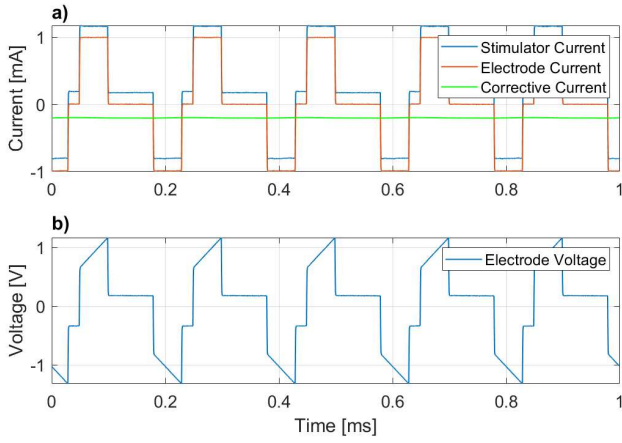 a)
1
0
-1
Current [mA]
Stimulator Current
Electrode Current
Corrective Current
0
0.2
0.4
0.6
0.8
1
b)
1
0
-1
Voltage [V]
Electrode Voltage
0
0.2
0.4
0.6
0.8
1
Time [ms]